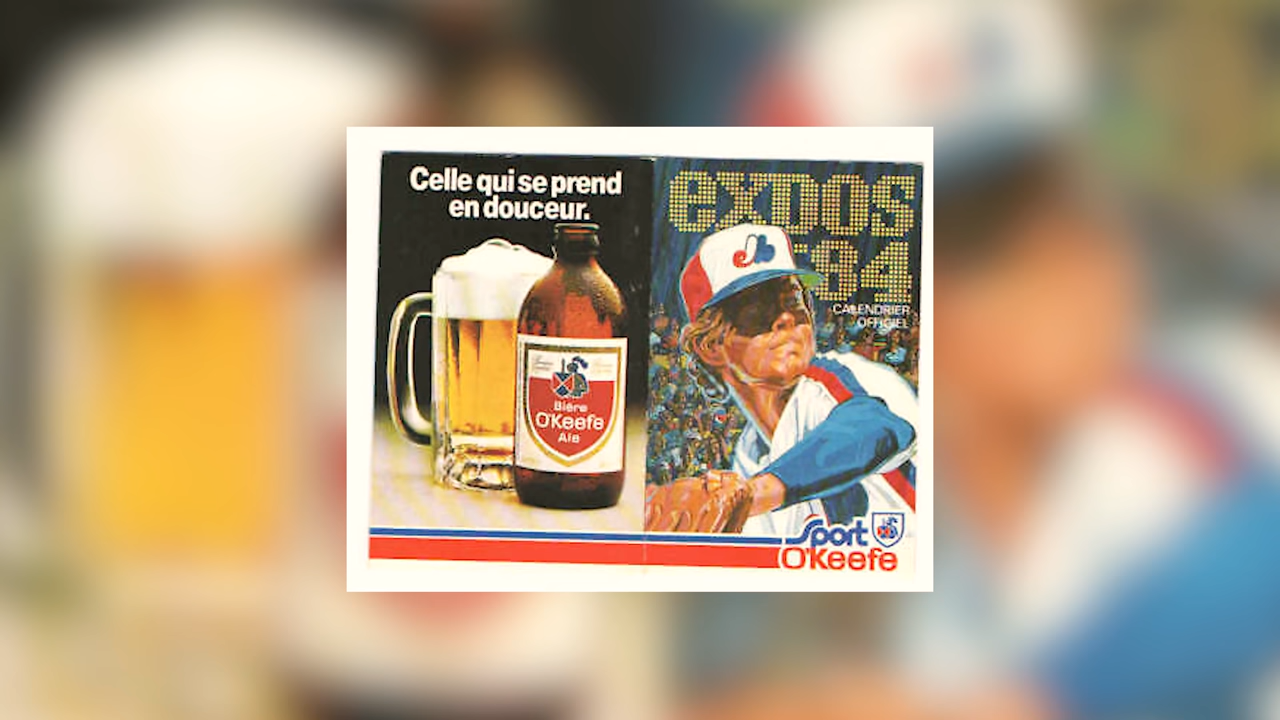 Celle qui se prend
en douceur.
Bière
O'Keefe
Ale
expos
'84
CALENDRIER
OFFICIEL
Sport
O'Keefe